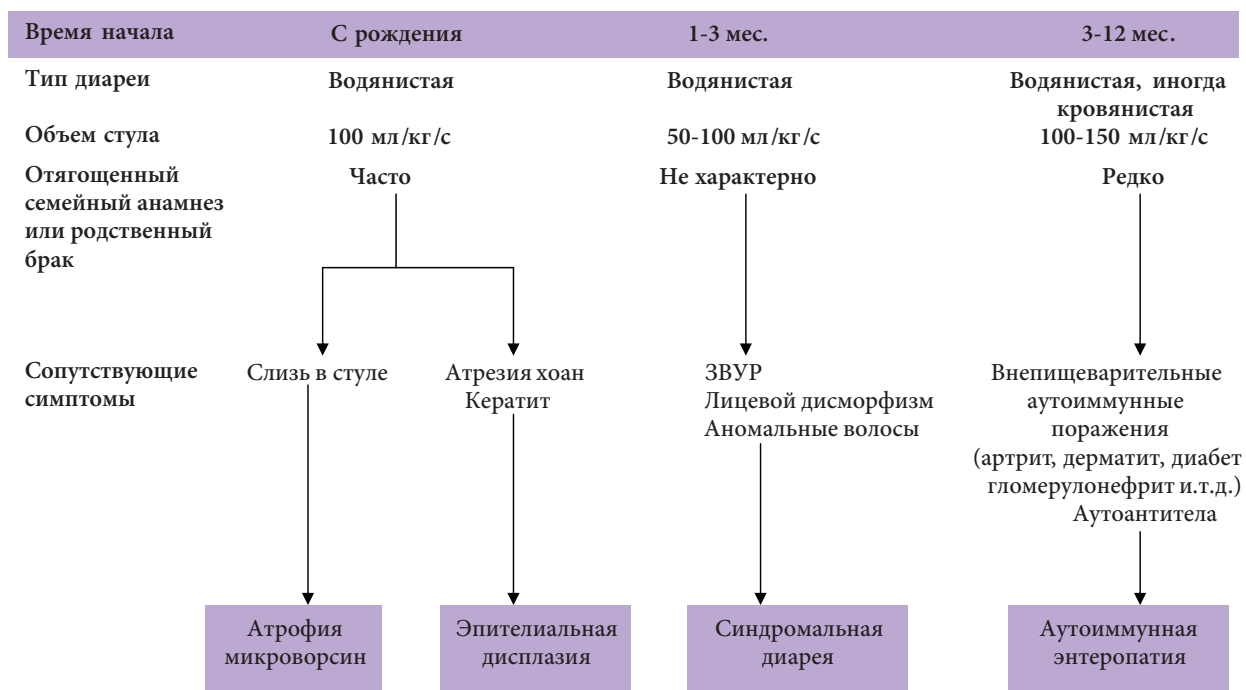 Время начала С рождения 1-3 мес. 3-12 мес.
Тип диареи Водянистая Водянистая Водянистая, иногда
кровянистая
Объем стула 100 мл/кг/с 50-100 мл/кг/с 100-150 мл/кг/с
Отягощенный Часто Не характерно Редко
семейный анамнез
или родственный
брак
Сопутствующие Слизь в стуле Атрезия хоан ЗВУР Внепищеварительные
симптомы Кератит Лицевой дисморфизм аутоиммунные
Аномальные волосы поражения
(артрит, дерматит, диабет
гломерулонефрит и.т.д.)
Аутоантитела
Атрофия Эпителиальная Синдромальная Аутоиммунная
микроворсин дисплазия диарея энтеропатия